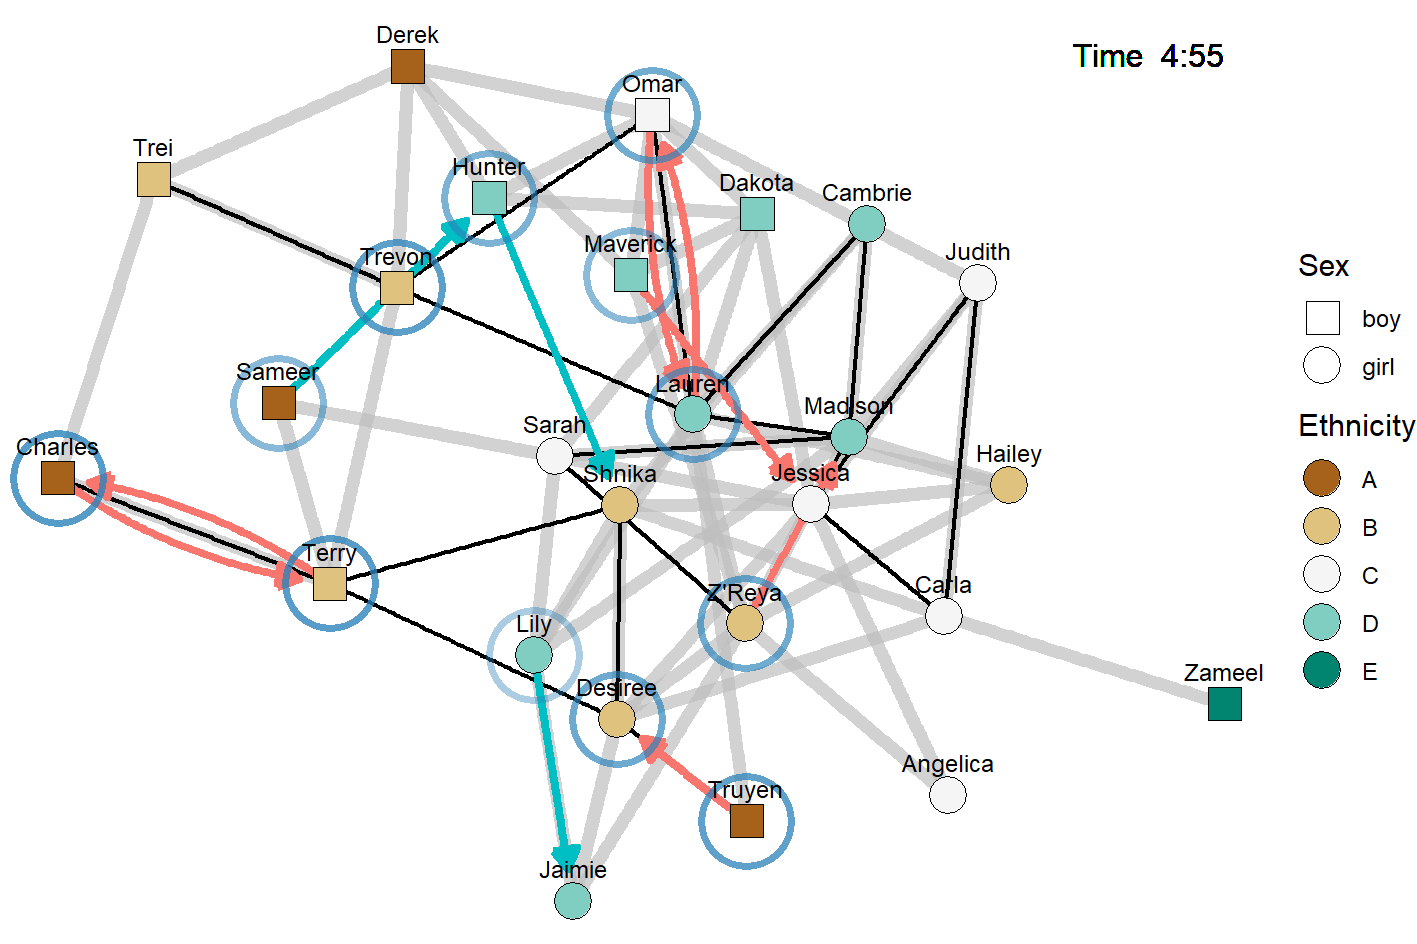 Derek
Time 4:55
Omar
Trei
Hunter
Dakota
Cambrie
Maverick
Judith
Trevon
Sex
boy
girl
Sameer
Lauren
Madison
Sarah
Charles
Shnika
Jessica
Hailey
Ethnicity
A
B
C
D
E
Terry
Z'Reya
Carla
Lily
Desiree
Zameel
Truyen
Angelica
Jaimie